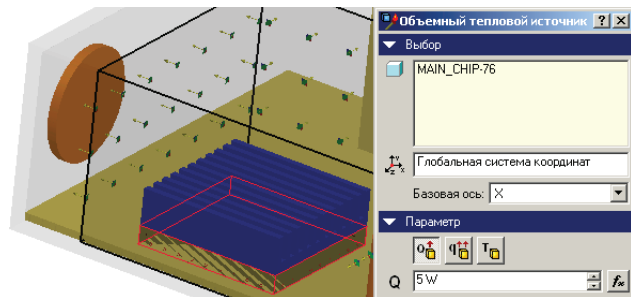 Объемный тепловой источник
Выбор
MAIN_CHIP-76
Глобальная система координат
Базовая ось: X
Параметр
Q 5 W